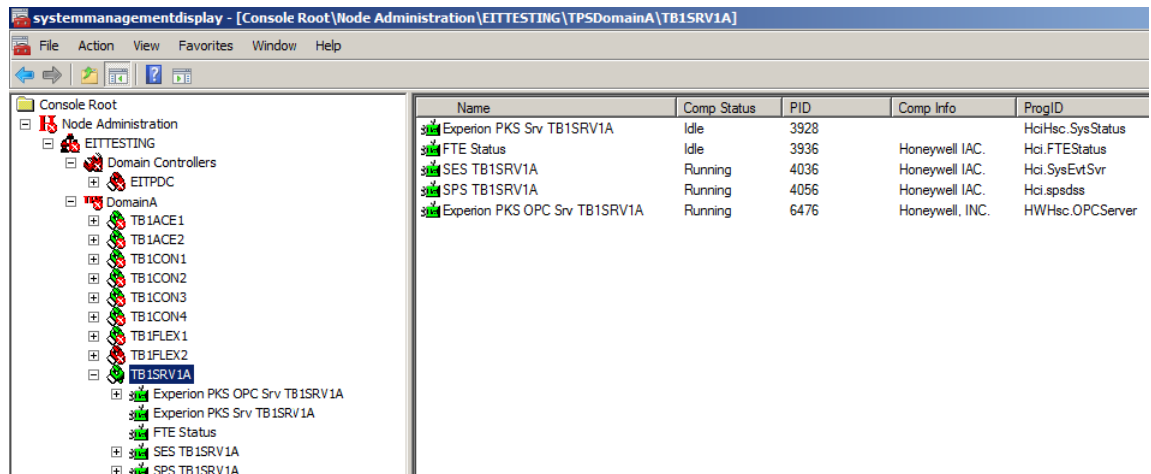 systemmanagementdisplay - [Console Root\Node Administration\EITTESTING\TPSDomainA\TB1SRV1A]
File Action View Favorites Window Help
Console Root
Node Administration
EITTESTING
Domain Controllers
EITPDC
TPS DomainA
TB1ACE1
TB1ACE2
TB1CON1
TB1CON2
TB1CON3
TB1CON4
TB1FLEX1
TB1FLEX2
TB1SRV1A
Experion PKS OPC Srv TB1SRV1A
Experion PKS Srv TB1SRV1A
FTE Status
SES TB1SRV1A
SPS TB1SRV1A
Name Comp Status PID Comp Info ProgID
Experion PKS Srv TB1SRV1A Idle 3928 HciHsc.SysStatus
FTE Status Idle 3936 Honeywell IAC. Hci.FTEStatus
SES TB1SRV1A Running 4036 Honeywell IAC. Hci.SysEvtSvr
SPS TB1SRV1A Running 4056 Honeywell IAC. Hci.spsdss
Experion PKS OPC Srv TB1SRV1A Running 6476 Honeywell, INC. HWHsc.OPCServer